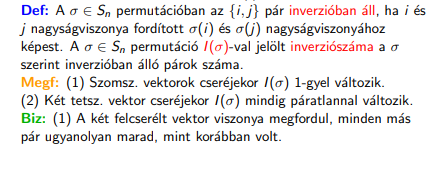 Def: A σ ∈ Sₙ permutációban az {i, j} pár inverzióban áll, ha i és
j nagyságviszonya fordított σ(i) és σ(j) nagyságviszonyához
képest. A σ ∈ Sₙ permutáció I(σ)-val jelölt inverziószáma a σ
szerint inverzióban álló párok száma.
Megf: (1) Szomsz. vektorok cseréjekor I(σ) 1-gyel változik.
(2) Két tetsz. vektor cseréjekor I(σ) mindig páratlannal változik.
Biz: (1) A két felcserélt vektor viszonya megfordul, minden más
pár ugyanolyan marad, mint korábban volt.